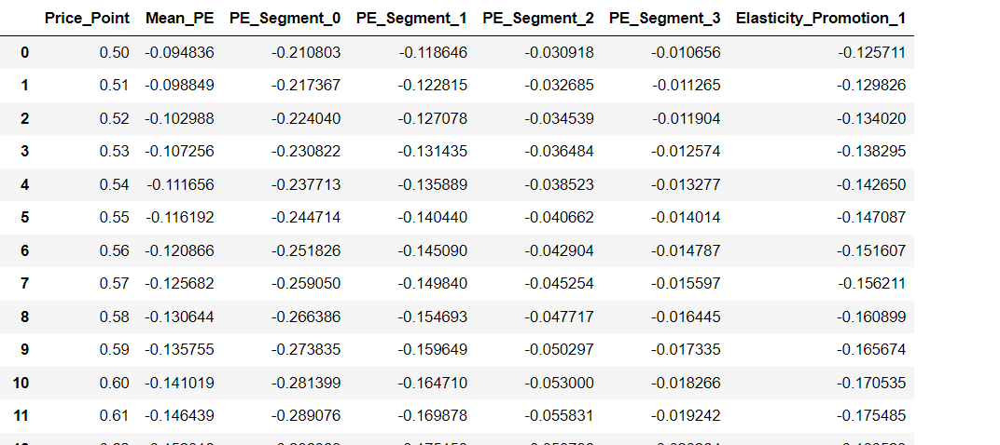 Price_Point Mean_PE PE_Segment_0 PE_Segment_1 PE_Segment_2 PE_Segment_3 Elasticity_Promotion_1
0 0.50 -0.094836 -0.210803 -0.118646 -0.030918 -0.010656 -0.125711
1 0.51 -0.098849 -0.217367 -0.122815 -0.032685 -0.011265 -0.129826
2 0.52 -0.102988 -0.224040 -0.127078 -0.034539 -0.011904 -0.134020
3 0.53 -0.107256 -0.230822 -0.131435 -0.036484 -0.012574 -0.138295
4 0.54 -0.111656 -0.237713 -0.135889 -0.038523 -0.013277 -0.142650
5 0.55 -0.116192 -0.244714 -0.140440 -0.040662 -0.014014 -0.147087
6 0.56 -0.120866 -0.251826 -0.145090 -0.042904 -0.014787 -0.151607
7 0.57 -0.125682 -0.259050 -0.149840 -0.045254 -0.015597 -0.156211
8 0.58 -0.130644 -0.266386 -0.154693 -0.047717 -0.016445 -0.160899
9 0.59 -0.135755 -0.273835 -0.159649 -0.050297 -0.017335 -0.165674
10 0.60 -0.141019 -0.281399 -0.164710 -0.053000 -0.018266 -0.170535
11 0.61 -0.146439 -0.289076 -0.169878 -0.055831 -0.019242 -0.175485